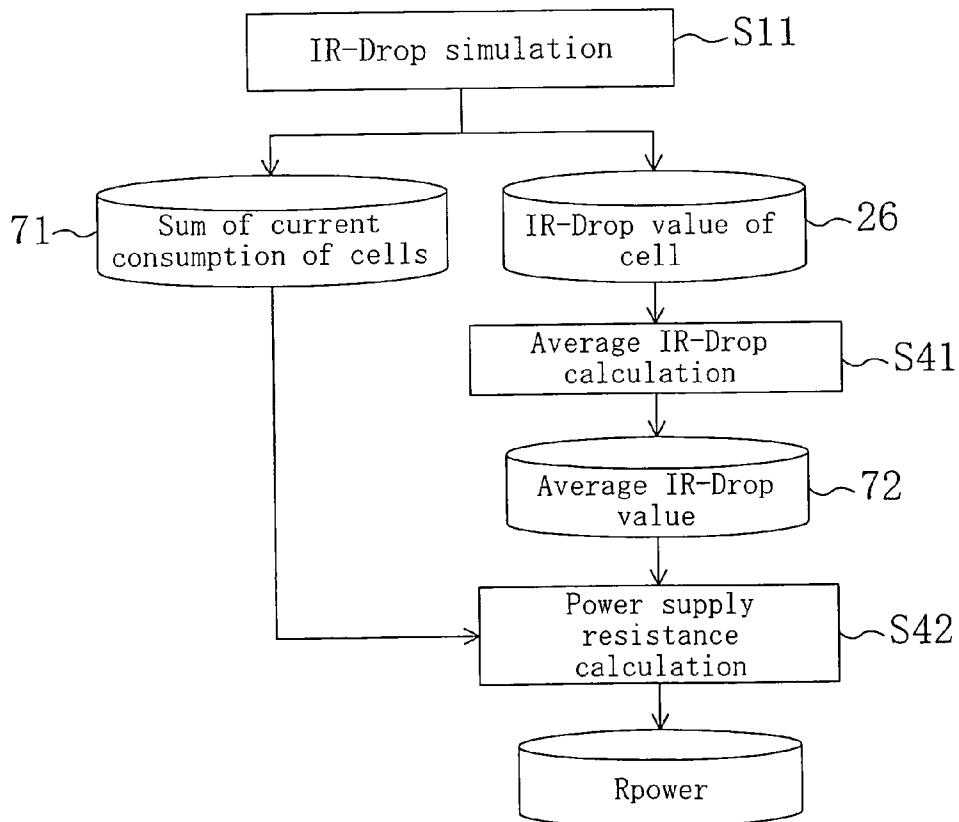 IR-Drop simulation
S11
71
Sum of current
consumption of cells
IR-Drop value of
cell
26
Average IR-Drop
calculation
S41
Average IR-Drop
value
72
Power supply
resistance
calculation
S42
Rpower